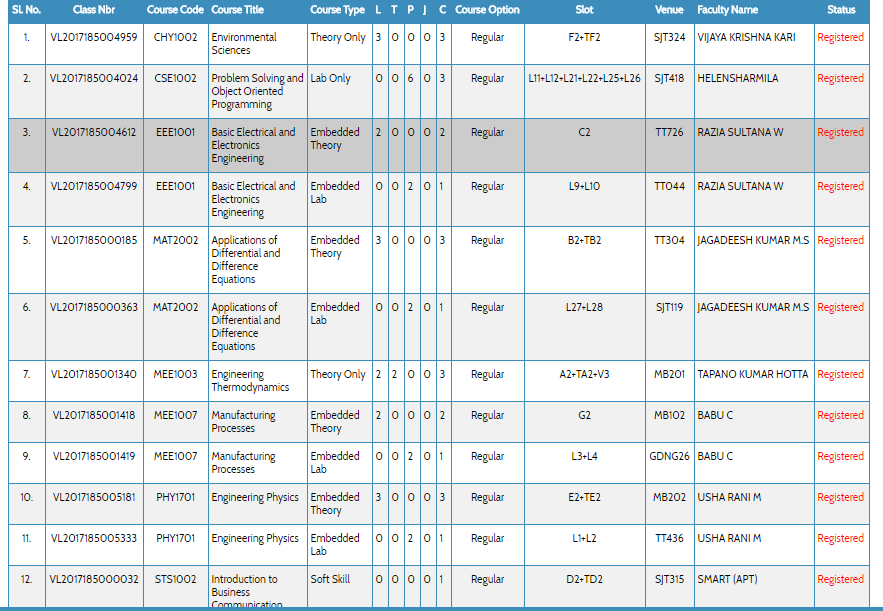 Sl. No. Class Nbr Course Code Course Title Course Type L T P J C Course Option Slot Venue Faculty Name Status
1. VL2017185004959 CHY1002 Environmental Theory Only 3 0 0 0 3 Regular F2+TF2 SJT324 VIJAYA KRISHNA KARI Registered
Sciences
2. VL2017185004024 CSE1002 Problem Solving and Lab Only 0 0 6 0 3 Regular L11+L12+L21+L22+L25+L26 SJT418 HELENSHARMILA Registered
Object Oriented
Programming
3. VL2017185004612 EEE1001 Basic Electrical and Embedded 2 0 0 0 2 Regular C2 TT726 RAZIA SULTANA W Registered
Electronics Theory
Engineering
4. VL2017185004799 EEE1001 Basic Electrical and Embedded 0 0 2 0 1 Regular L9+L10 TT044 RAZIA SULTANA W Registered
Electronics Lab
Engineering
5. VL2017185000185 MAT2002 Applications of Embedded 3 0 0 0 3 Regular B2+TB2 TT304 JAGADEESH KUMAR M.S Registered
Differential and Theory
Difference
Equations
6. VL2017185000363 MAT2002 Applications of Embedded 0 0 2 0 1 Regular L27+L28 SJT119 JAGADEESH KUMAR M.S Registered
Differential and Lab
Difference
Equations
7. VL2017185001340 MEE1003 Engineering Theory Only 2 2 0 0 3 Regular A2+TA2+V3 MB201 TAPANO KUMAR HOTTA Registered
Thermodynamics
8. VL2017185001418 MEE1007 Manufacturing Embedded 2 0 0 0 2 Regular G2 MB102 BABU C Registered
Processes Theory
9. VL2017185001419 MEE1007 Manufacturing Embedded 0 0 2 0 1 Regular L3+L4 GDNG26 BABU C Registered
Processes Lab
10. VL2017185005181 PHY1701 Engineering Physics Embedded 3 0 0 0 3 Regular E2+TE2 MB202 USHA RANI M Registered
Theory
11. VL2017185005333 PHY1701 Engineering Physics Embedded 0 0 2 0 1 Regular L1+L2 TT436 USHA RANI M Registered
Lab
12. VL2017185000032 STS1002 Introduction to Soft Skill 0 0 0 0 1 Regular D2+TD2 SJT315 SMART (APT) Registered
Business
Communication